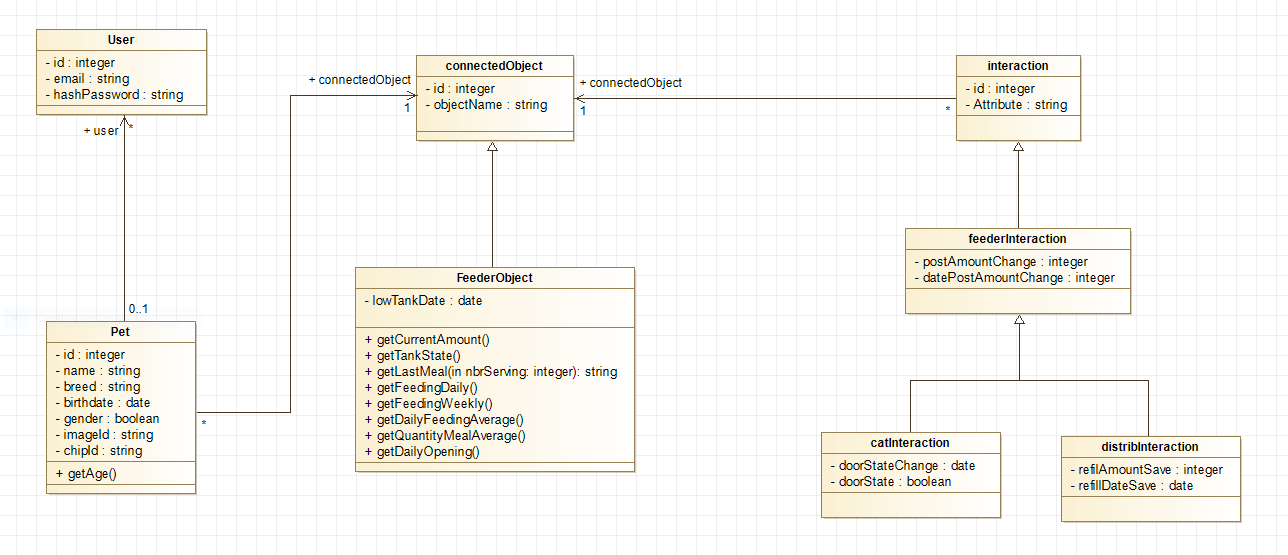 User
- id : integer
- email : string
- hashPassword : string
+ user
*
0..1
Pet
- id : integer
- name : string
- breed : string
- birthdate : date
- gender : boolean
- imageId : string
- chipId : string
+ getAge()
*
+ connectedObject
1
connectedObject
- id : integer
- objectName : string
+ connectedObject
1
*
interaction
- id : integer
- Attribute : string
FeederObject
- lowTankDate : date
+ getCurrentAmount()
+ getTankState()
+ getLastMeal(in nbrServing: integer): string
+ getFeedingDaily()
+ getFeedingWeekly()
+ getDailyFeedingAverage()
+ getQuantityMealAverage()
+ getDailyOpening()
feederInteraction
- postAmountChange : integer
- datePostAmountChange : integer
catInteraction
- doorStateChange : date
- doorState : boolean
distribInteraction
- refilAmountSave : integer
- refillDateSave : date